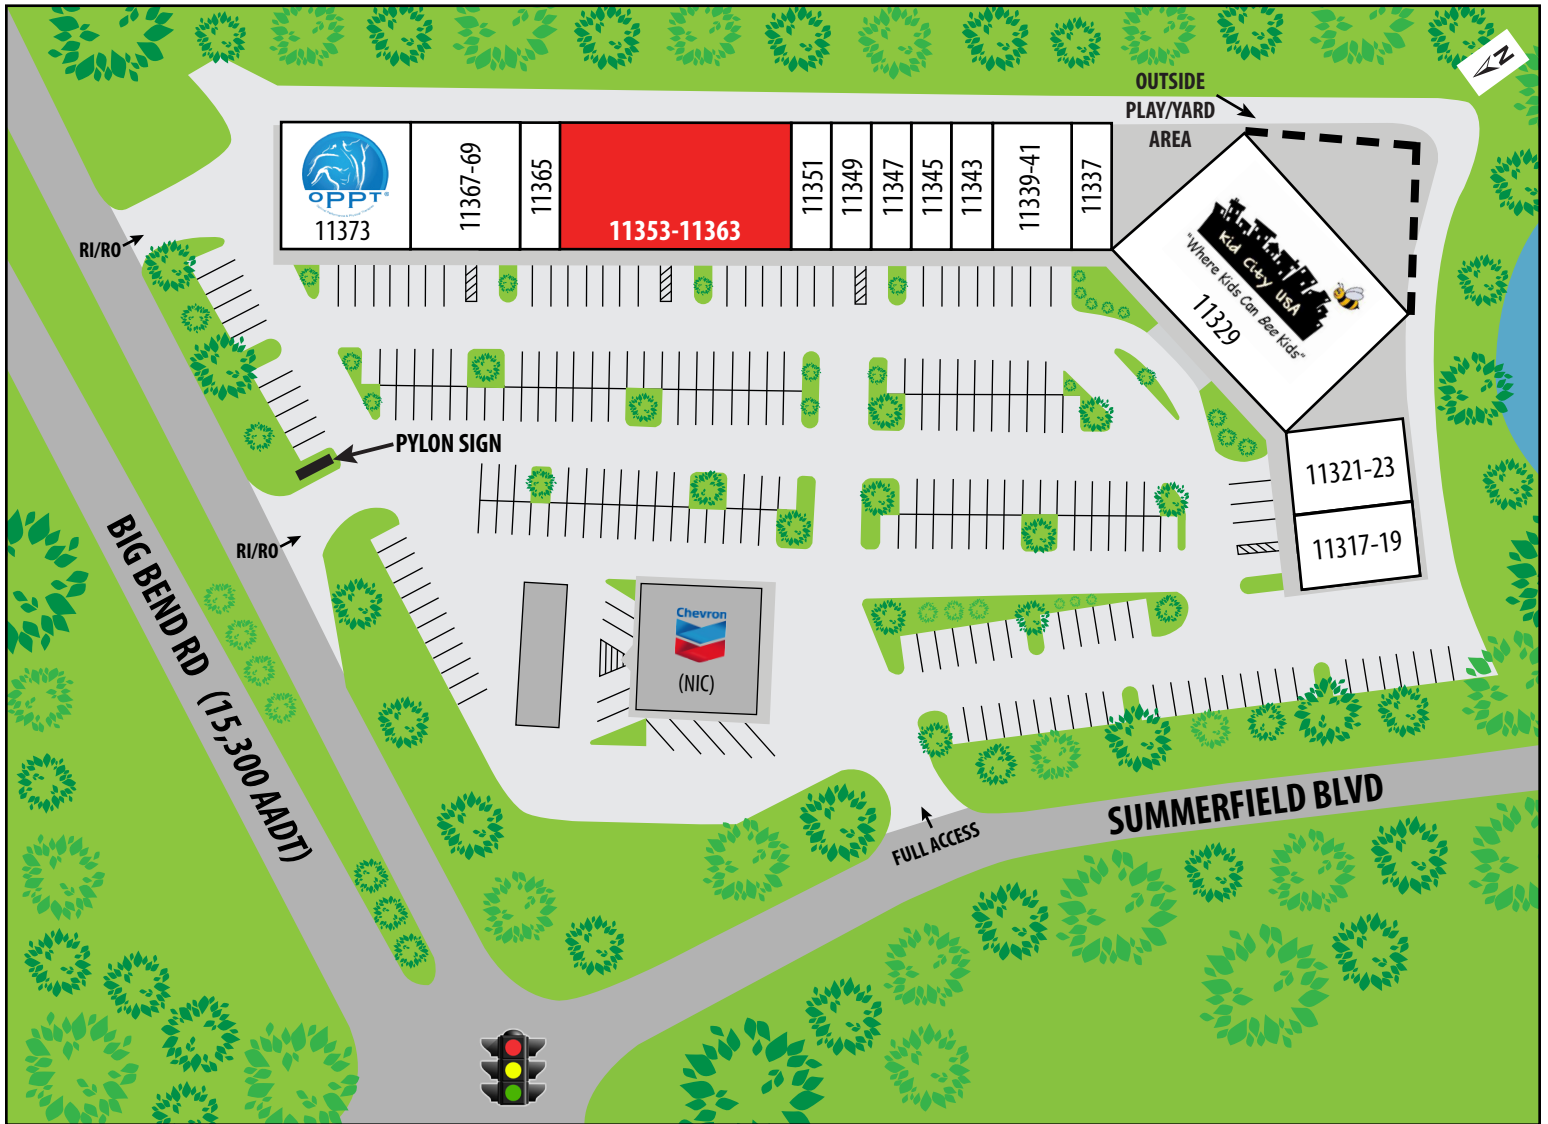 N
OUTSIDE
PLAY/YARD
AREA
OPPT
11373
11367-69
11365
11353-11363
11351
11349
11347
11345
11343
11339-41
11337
Kid City USA
"Where Kids Can Bee Kids"
11329
RI/RO
PYLON SIGN
11321-23
11317-19
RI/RO
BIG BEND RD (15,300 AADT)
Chevron
(NIC)
FULL ACCESS
SUMMERFIELD BLVD